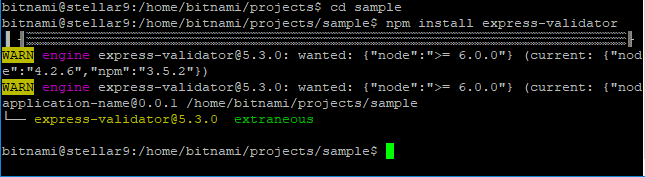 bitnami@stellar9:/home/bitnami/projects$ cd sample
bitnami@stellar9:/home/bitnami/projects/sample$ npm install express-validator
WARN engine express-validator@5.3.0: wanted: {"node":">= 6.0.0"} (current: {"nod
e":"4.2.6","npm":"3.5.2"})
WARN engine express-validator@5.3.0: wanted: {"node":">= 6.0.0"} (current: {"nod
application-name@0.0.1 /home/bitnami/projects/sample
└── express-validator@5.3.0  extraneous
bitnami@stellar9:/home/bitnami/projects/sample$